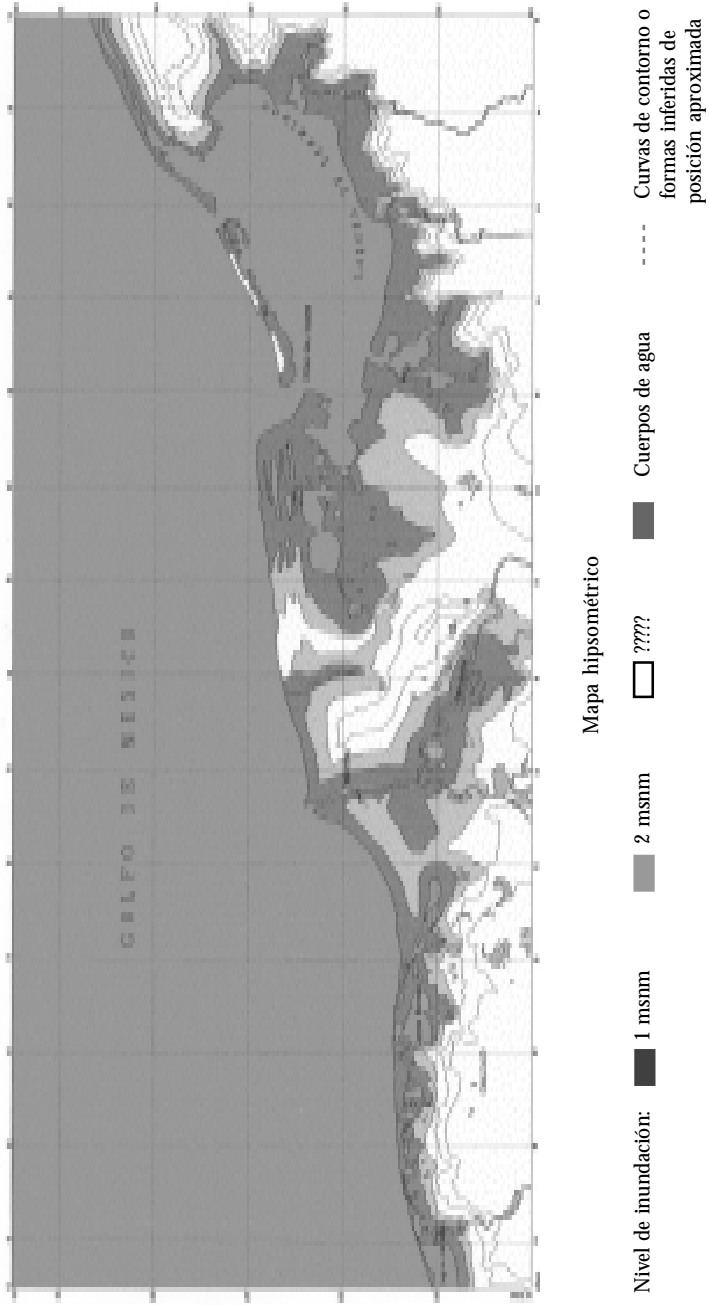 GOLFO DE MEXICO
Mapa hipsométrico
Nivel de inundación:
1 msnm
2 msnm
?????
Cuerpos de agua
Curvas de contorno o
formas inferidas de
posición aproximada